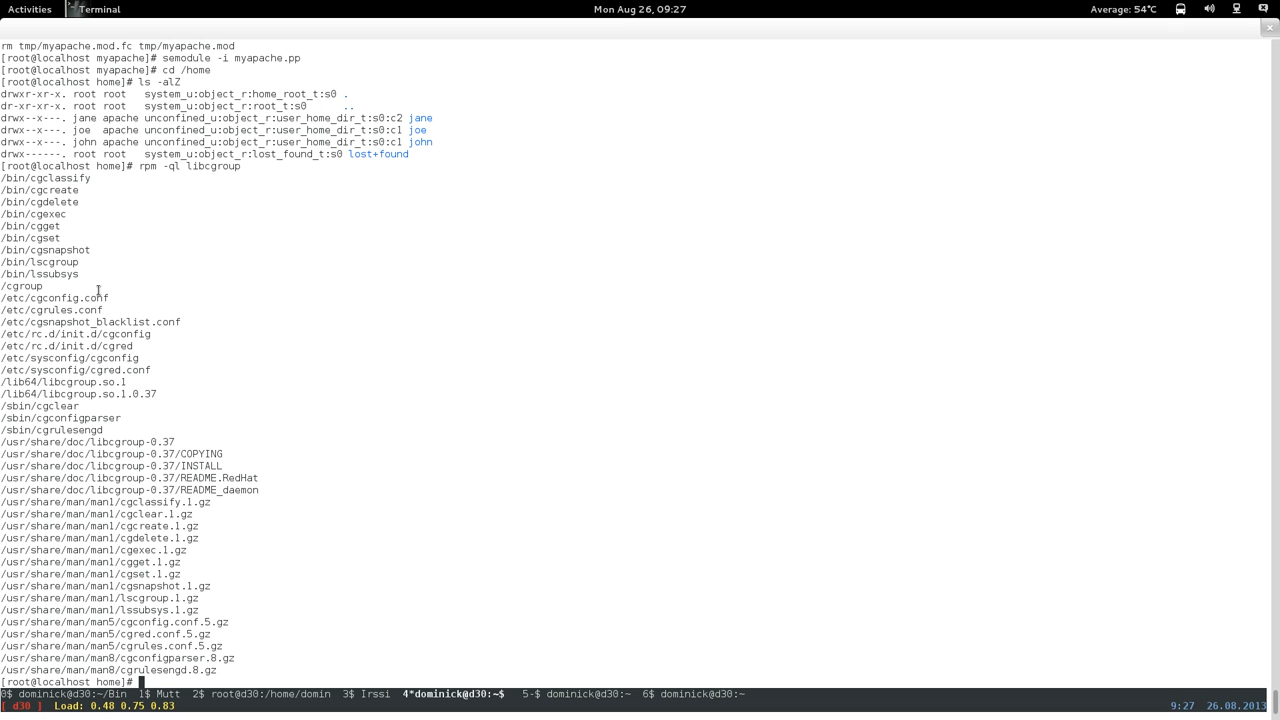 Activities Terminal Mon Aug 26, 09:27 Average: 54°C
rm tmp/myapache.mod.fc tmp/myapache.mod
[root@localhost myapache]# semodule -i myapache.pp
[root@localhost myapache]# cd /home
[root@localhost home]# ls -alZ
drwxr-xr-x. root root   system_u:object_r:home_root_t:s0 .
dr-xr-xr-x. root root   system_u:object_r:root_t:s0      ..
drwx--x---. jane apache unconfined_u:object_r:user_home_dir_t:s0:c2 jane
drwx--x---. joe  apache unconfined_u:object_r:user_home_dir_t:s0:c1 joe
drwx--x---. john apache unconfined_u:object_r:user_home_dir_t:s0:c1 john
drwx------. root root   system_u:object_r:lost_found_t:s0 lost+found
[root@localhost home]# rpm -ql libcgroup
/bin/cgclassify
/bin/cgcreate
/bin/cgdelete
/bin/cgexec
/bin/cgget
/bin/cgset
/bin/cgsnapshot
/bin/lscgroup
/bin/lssubsys
/cgroup
/etc/cgconfig.conf
/etc/cgrules.conf
/etc/cgsnapshot_blacklist.conf
/etc/rc.d/init.d/cgconfig
/etc/rc.d/init.d/cgred
/etc/sysconfig/cgconfig
/etc/sysconfig/cgred.conf
/lib64/libcgroup.so.1
/lib64/libcgroup.so.1.0.37
/sbin/cgclear
/sbin/cgconfigparser
/sbin/cgrulesengd
/usr/share/doc/libcgroup-0.37
/usr/share/doc/libcgroup-0.37/COPYING
/usr/share/doc/libcgroup-0.37/INSTALL
/usr/share/doc/libcgroup-0.37/README.RedHat
/usr/share/doc/libcgroup-0.37/README_daemon
/usr/share/man/man1/cgclassify.1.gz
/usr/share/man/man1/cgclear.1.gz
/usr/share/man/man1/cgcreate.1.gz
/usr/share/man/man1/cgdelete.1.gz
/usr/share/man/man1/cgexec.1.gz
/usr/share/man/man1/cgget.1.gz
/usr/share/man/man1/cgset.1.gz
/usr/share/man/man1/cgsnapshot.1.gz
/usr/share/man/man1/lscgroup.1.gz
/usr/share/man/man1/lssubsys.1.gz
/usr/share/man/man5/cgconfig.conf.5.gz
/usr/share/man/man5/cgred.conf.5.gz
/usr/share/man/man5/cgrules.conf.5.gz
/usr/share/man/man8/cgconfigparser.8.gz
/usr/share/man/man8/cgrulesengd.8.gz
[root@localhost home]#
0$ dominick@d30:~/Bin  1$ Mutt  2$ root@d30:/home/domin  3$ Irssi  4*dominick@d30:~$   5-$ dominick@d30:~  6$ dominick@d30:~
[ d30 ] Load: 0.48 0.75 0.83 9:27 26.08.2013